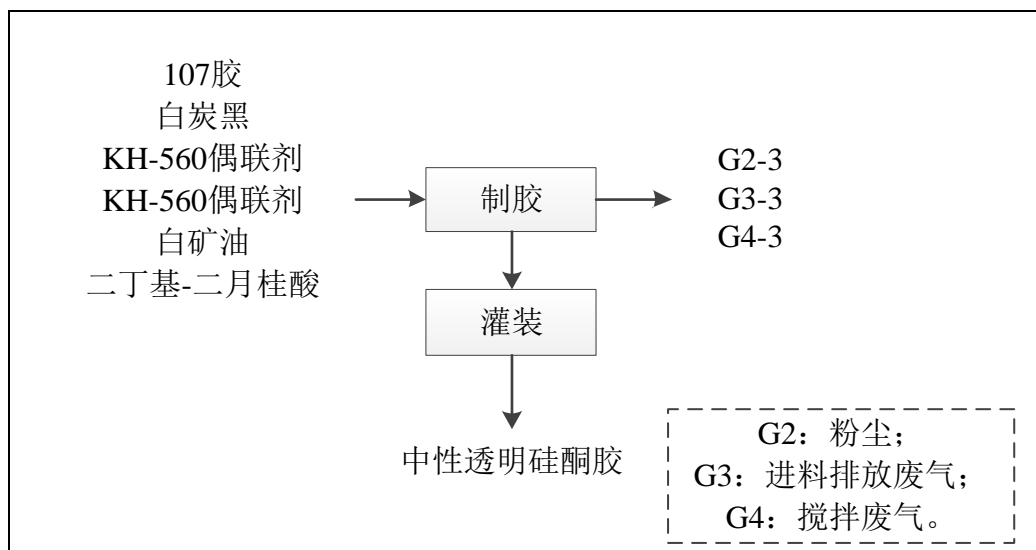 107胶
白炭黑
KH-560偶联剂
KH-560偶联剂
白矿油
二丁基-二月桂酸
制胶
G2-3
G3-3
G4-3
灌装
中性透明硅酮胶
G2：粉尘；
G3：进料排放废气；
G4：搅拌废气。